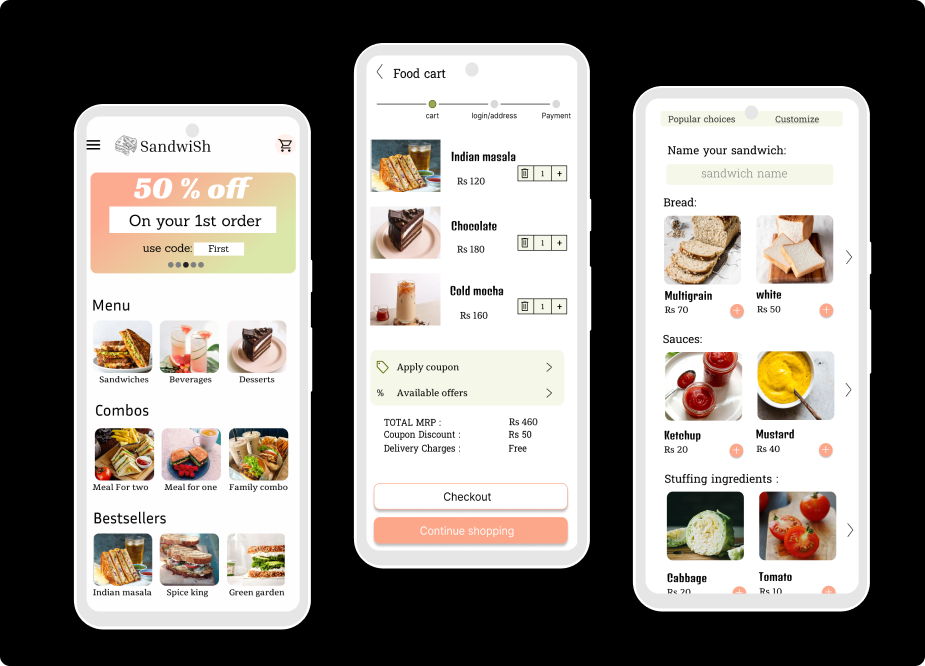 SandwiSh
50 % off
On your 1st order
use code: First
Menu
Sandwiches Beverages Desserts
Combos
Meal For two Meal for one Family combo
Bestsellers
Indian masala Spice king Green garden
Food cart
cart login/address Payment
Indian masala
Rs 120
1 +
Chocolate
Rs 180
1 +
Cold mocha
Rs 160
1 +
Apply coupon
% Available offers
TOTAL MRP : Rs 460
Coupon Discount : Rs 50
Delivery Charges : Free
Checkout
Continue shopping
Popular choices Customize
Name your sandwich:
sandwich name
Bread:
Multigrain white
Rs 70 + Rs 50 +
Sauces:
Ketchup Mustard
Rs 20 + Rs 40 +
Stuffing ingredients :
Cabbage Tomato
Rs 20 + Rs 10 +